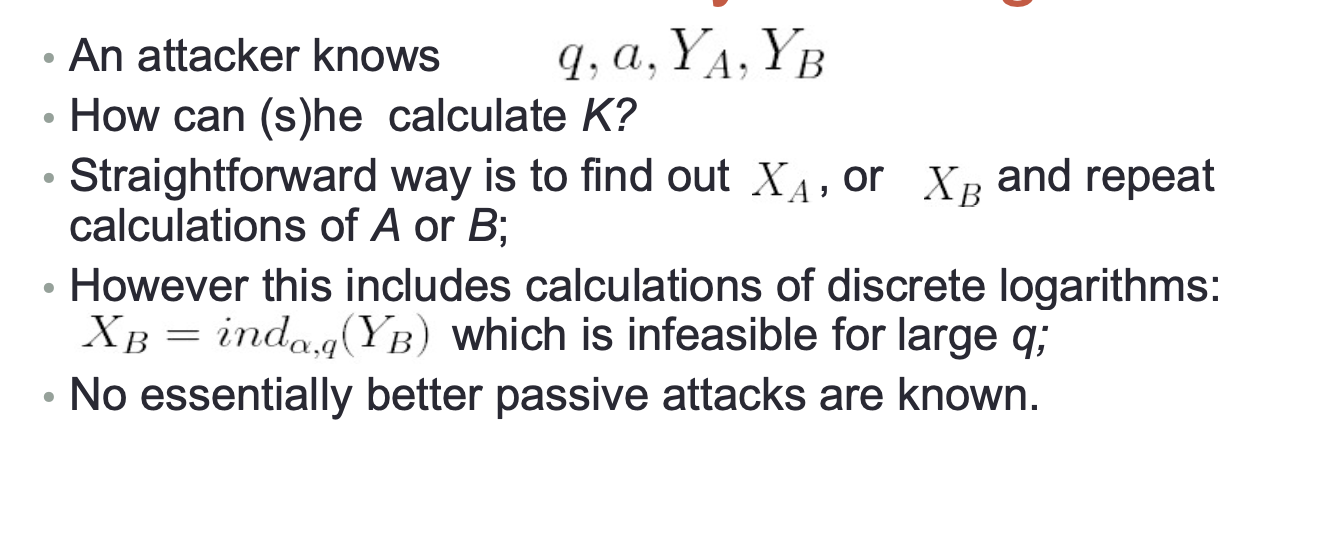 • An attacker knows q, a, Y_A, Y_B
• How can (s)he calculate K?
• Straightforward way is to find out X_A, or X_B and repeat
calculations of A or B;
• However this includes calculations of discrete logarithms:
X_B = ind_{α,q}(Y_B) which is infeasible for large q;
• No essentially better passive attacks are known.